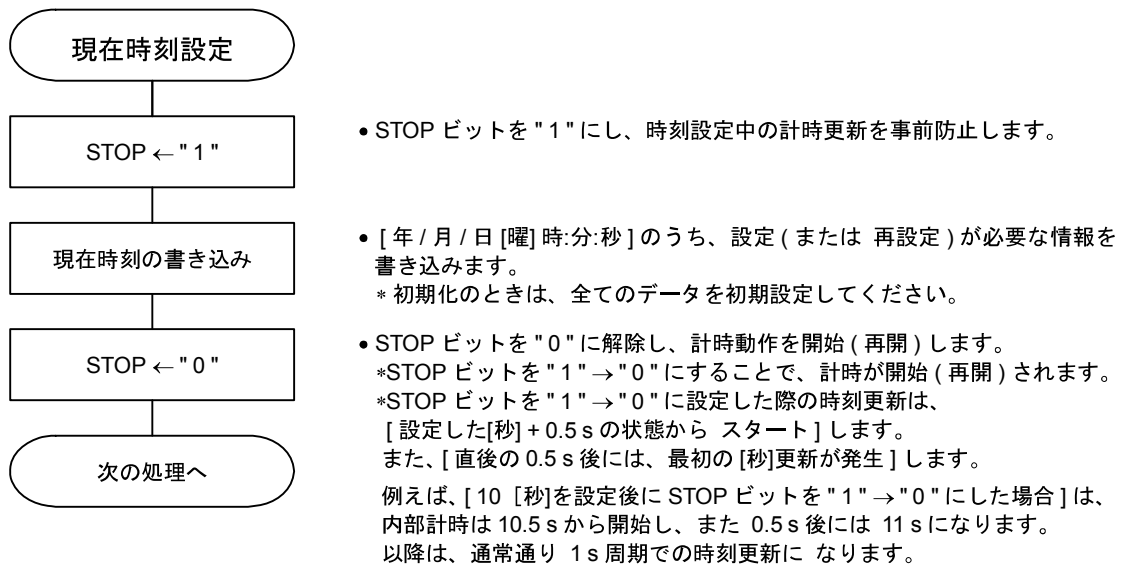 現在時刻設定
STOP ← " 1 "
• STOP ビットを " 1 " にし、時刻設定中の計時更新を事前防止します。
現在時刻の書き込み
• [ 年 / 月 / 日 [曜] 時:分:秒 ] のうち、設定 ( または 再設定 ) が必要な情報を
書き込みます。
* 初期化のときは、全てのデータを初期設定してください。
STOP ← " 0 "
• STOP ビットを " 0 " に解除し、計時動作を開始 ( 再開 ) します。
*STOP ビットを " 1 " → " 0 " にすることで、計時が開始 ( 再開 ) されます。
*STOP ビットを " 1 " → " 0 " に設定した際の時刻更新は、
[ 設定した[秒] + 0.5 s の状態から スタート ] します。
また、[ 直後の 0.5 s 後には、最初の [秒]更新が発生 ] します。
例えば、[ 10 [秒]を設定後に STOP ビットを " 1 " → " 0 " にした場合 ] は、
内部計時は 10.5 s から開始し、また 0.5 s 後には 11 s になります。
以降は、通常通り 1 s 周期での時刻更新に なります。
次の処理へ